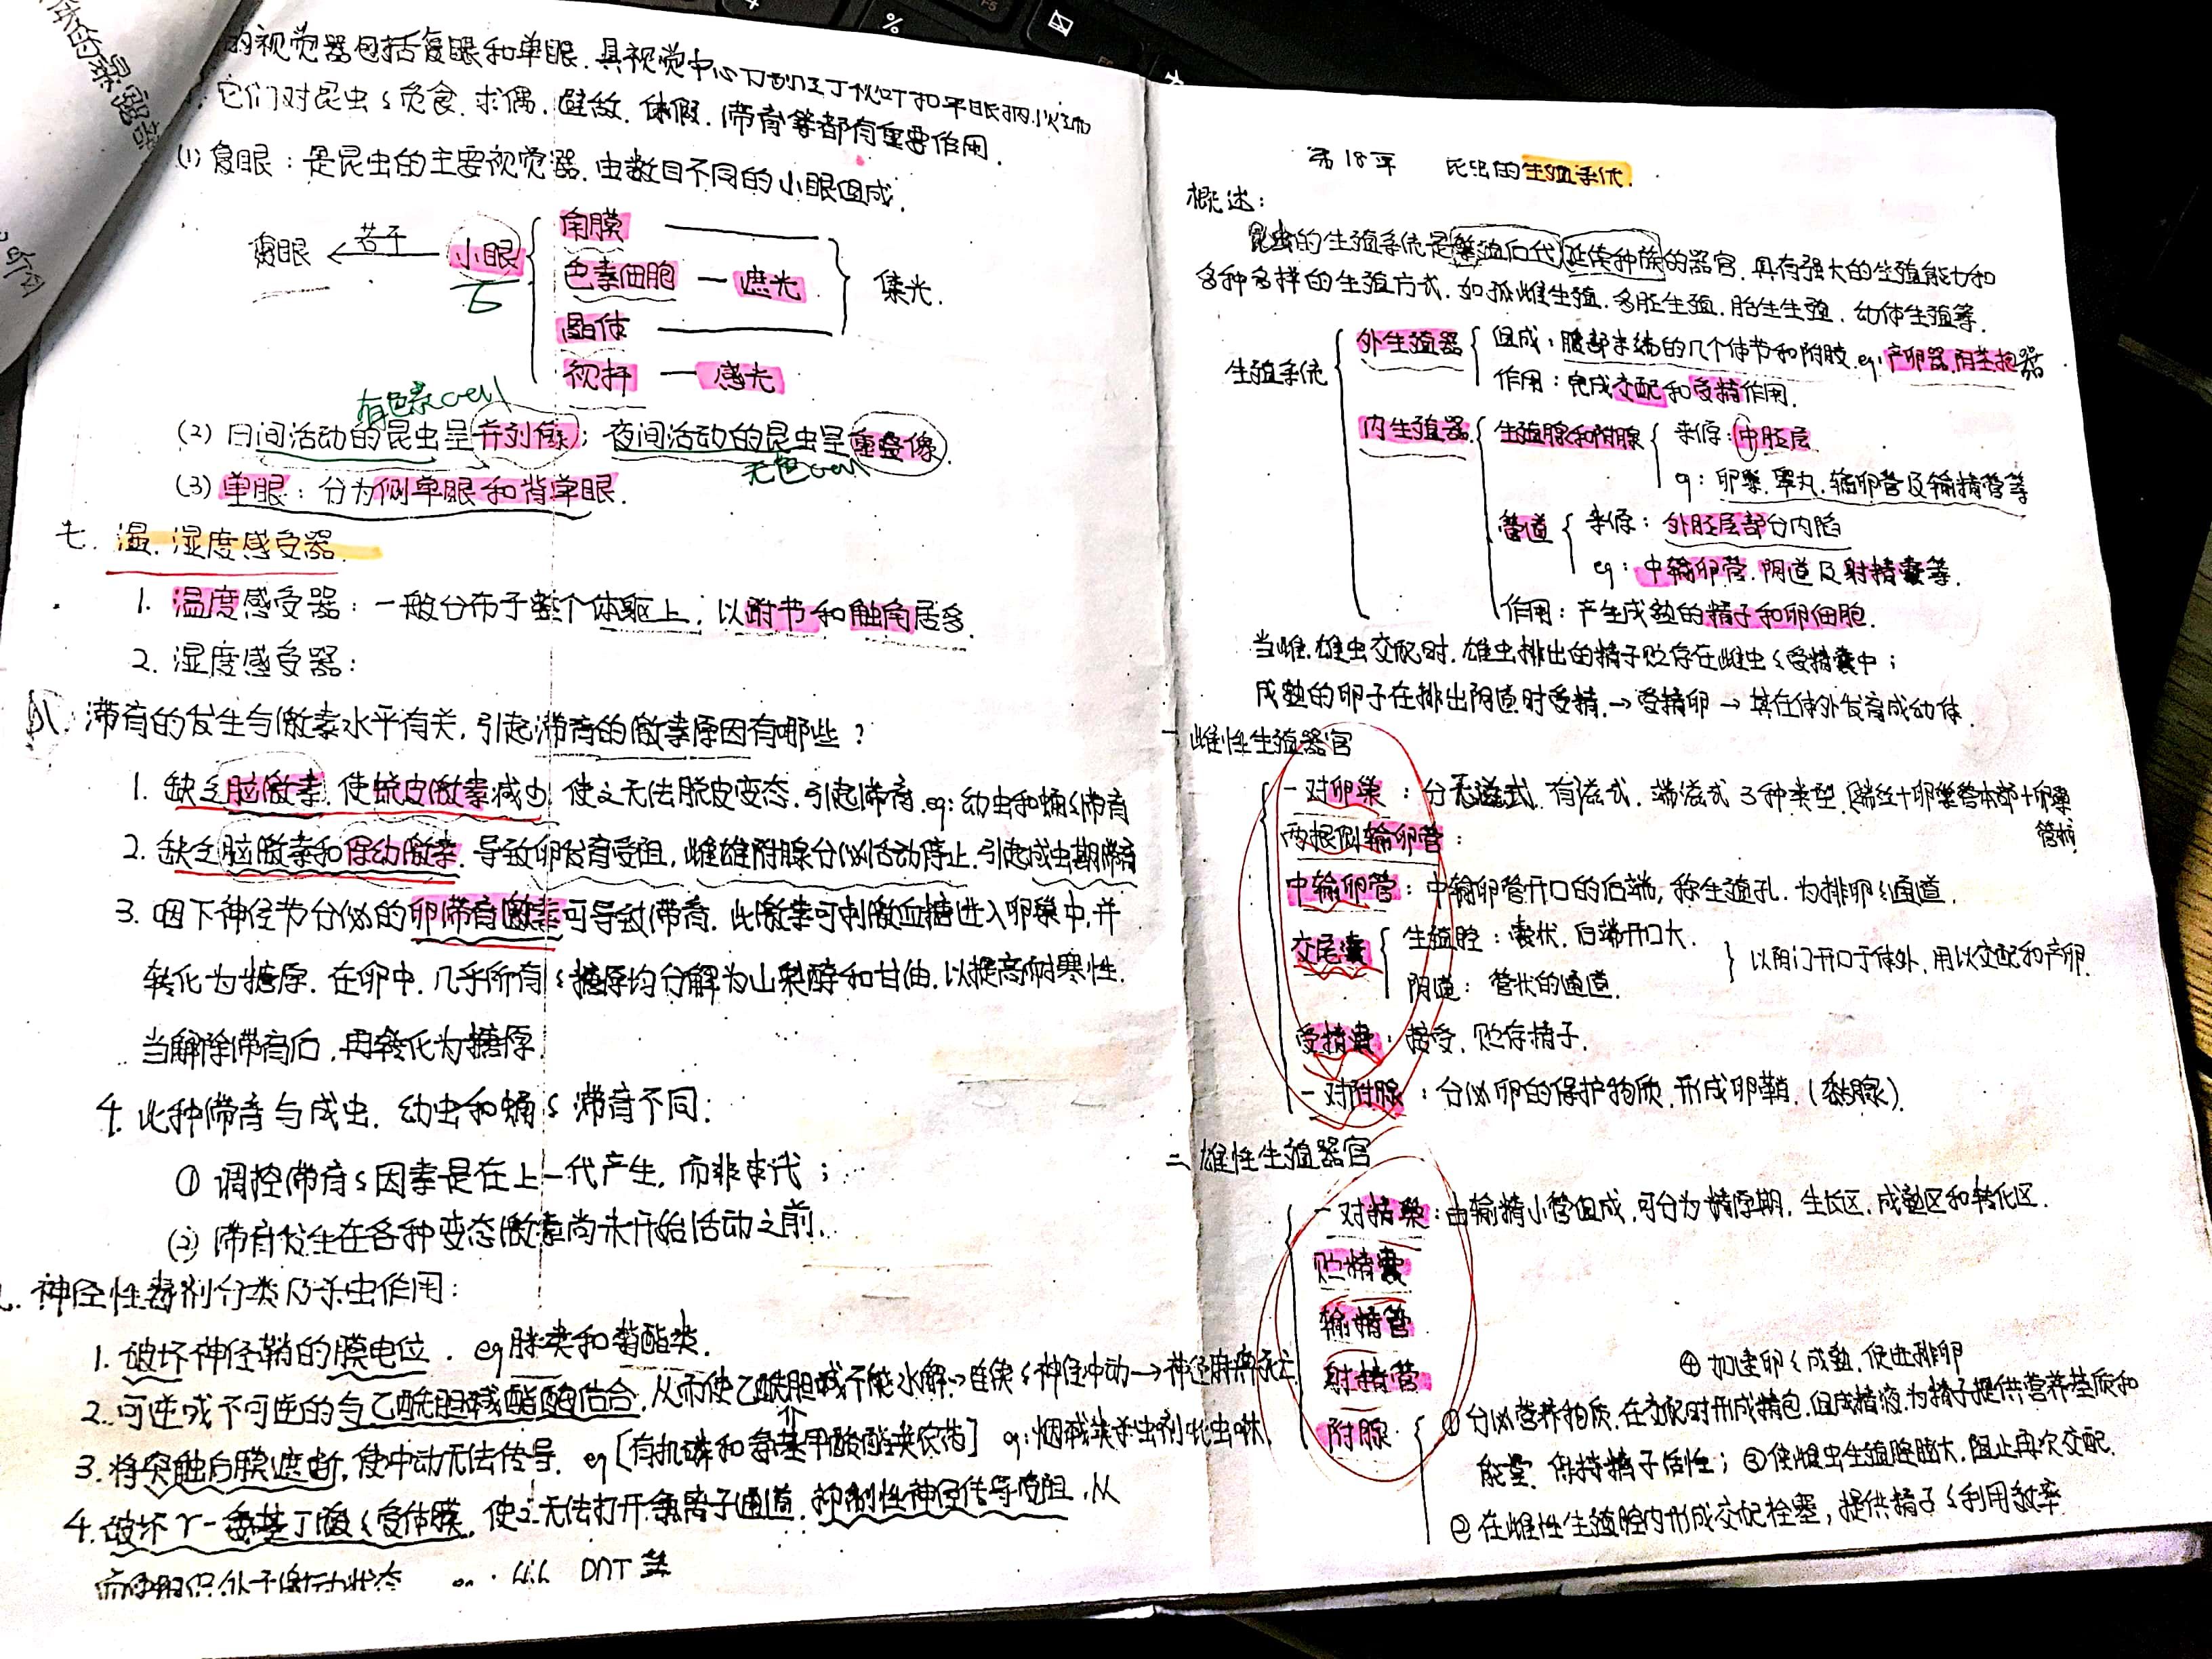 的视觉器包括复眼和单眼.具视觉中心
它们对昆虫的觅食.求偶.避敌.休眠.滞育等都有重要作用.
(1)复眼:是昆虫的主要视觉器.由数目不同的小眼组成.
复眼 ← 若干 小眼
角膜
色素细胞 — 遮光
集光.
晶体
视杆 — 感光
有色素cell
(2)日间活动的昆虫呈并列像;夜间活动的昆虫呈重叠像.
无色cell
(3)单眼:分为侧单眼和背单眼.
七.温.湿度感受器.
1.温度感受器:一般分布于整个体躯上,以跗节和触角居多.
2.湿度感受器:
八.滞育的发生与激素水平有关,引起滞育的激素原因有哪些?
1.缺乏脑激素.使蜕皮激素减少.使之无法脱皮变态.引起滞育.eg:幼虫和蛹之滞育
2.缺乏脑激素和保幼激素.导致卵发育受阻,雌雄附腺分泌活动停止.引起成虫期滞育
3.咽下神经节分泌的卵滞育激素可导致滞育.此激素可刺激血糖进入卵巢中,并
转化为糖原.在卵中.几乎所有之糖原均分解为山梨醇和甘油.以提高耐寒性.
当解除滞育后,再转化为糖原.
4.此种滞育与成虫.幼虫和蛹之滞育不同:
①调控滞育之因素是在上一代产生,而非本代;
②滞育发生在各种变态激素尚未开始活动之前.
神经性毒剂分类及杀虫作用:
1.破坏神经鞘的膜电位.eg胺类和菊酯类.
2.可逆或不可逆的与乙酰胆碱酯酶结合,从而使乙酰胆碱不能水解→连续之神经冲动→神经麻痹死亡
3.将突触后膜遮断,使冲动无法传导. eg[有机磷和氨基甲酸酯类农药] eg:烟碱类杀虫剂吡虫啉.
4.破坏γ-氨基丁酸之受体膜.使之无法打开氯离子通道.抑制性神经传导受阻,从
DDT等
第18章 昆虫的生殖系统.
概述:
昆虫的生殖系统是繁殖后代延续种族的器官.具有强大的生殖能力和
多种多样的生殖方式.如孤雌生殖.多胚生殖.胎生生殖.幼体生殖等.
生殖系统
外生殖器 组成:腹部末端的几个体节和附肢.eg:产卵器.阳茎.抱器
作用:完成交配和受精作用.
内生殖器 生殖腺和附腺 来源:中胚层
eg:卵巢.睾丸.输卵管及输精管等
管道 来源:外胚层部分内陷
eg:中输卵管.阴道及射精囊等.
作用:产生成熟的精子和卵细胞.
当雌.雄虫交配时.雄虫排出的精子贮存在雌虫之受精囊中;
成熟的卵子在排出阴道时受精.→受精卵→其在体外发育成幼体.
一.雌性生殖器官
一对卵巢:分无滋式.有滋式.端滋式3种类型.(端丝+卵巢管本部+卵巢
管柄
两根侧输卵管:
中输卵管:中输卵管开口的后端,称生殖孔.为排卵之通道.
交尾囊 生殖腔:囊状.后端开口大.
阴道:管状的通道.
以阴门开口于体外,用以交配和产卵.
受精囊:接受.贮存精子.
一对附腺:分泌卵的保护物质.形成卵鞘.(黏腺).
二.雄性生殖器官
一对精巢:由输精小管组成,可分为精原期.生长区.成熟区和转化区.
贮精囊
输精管
射精管
④加速卵之成熟.促进排卵
附腺 ①分泌营养物质.在交配时形成精包.组成精液.为精子提供营养基质和
能量.保持精子活性;③使雌虫生殖腔膨大.阻止再次交配.
②在雌性生殖腔内形成交配栓塞,提供精子之利用效率